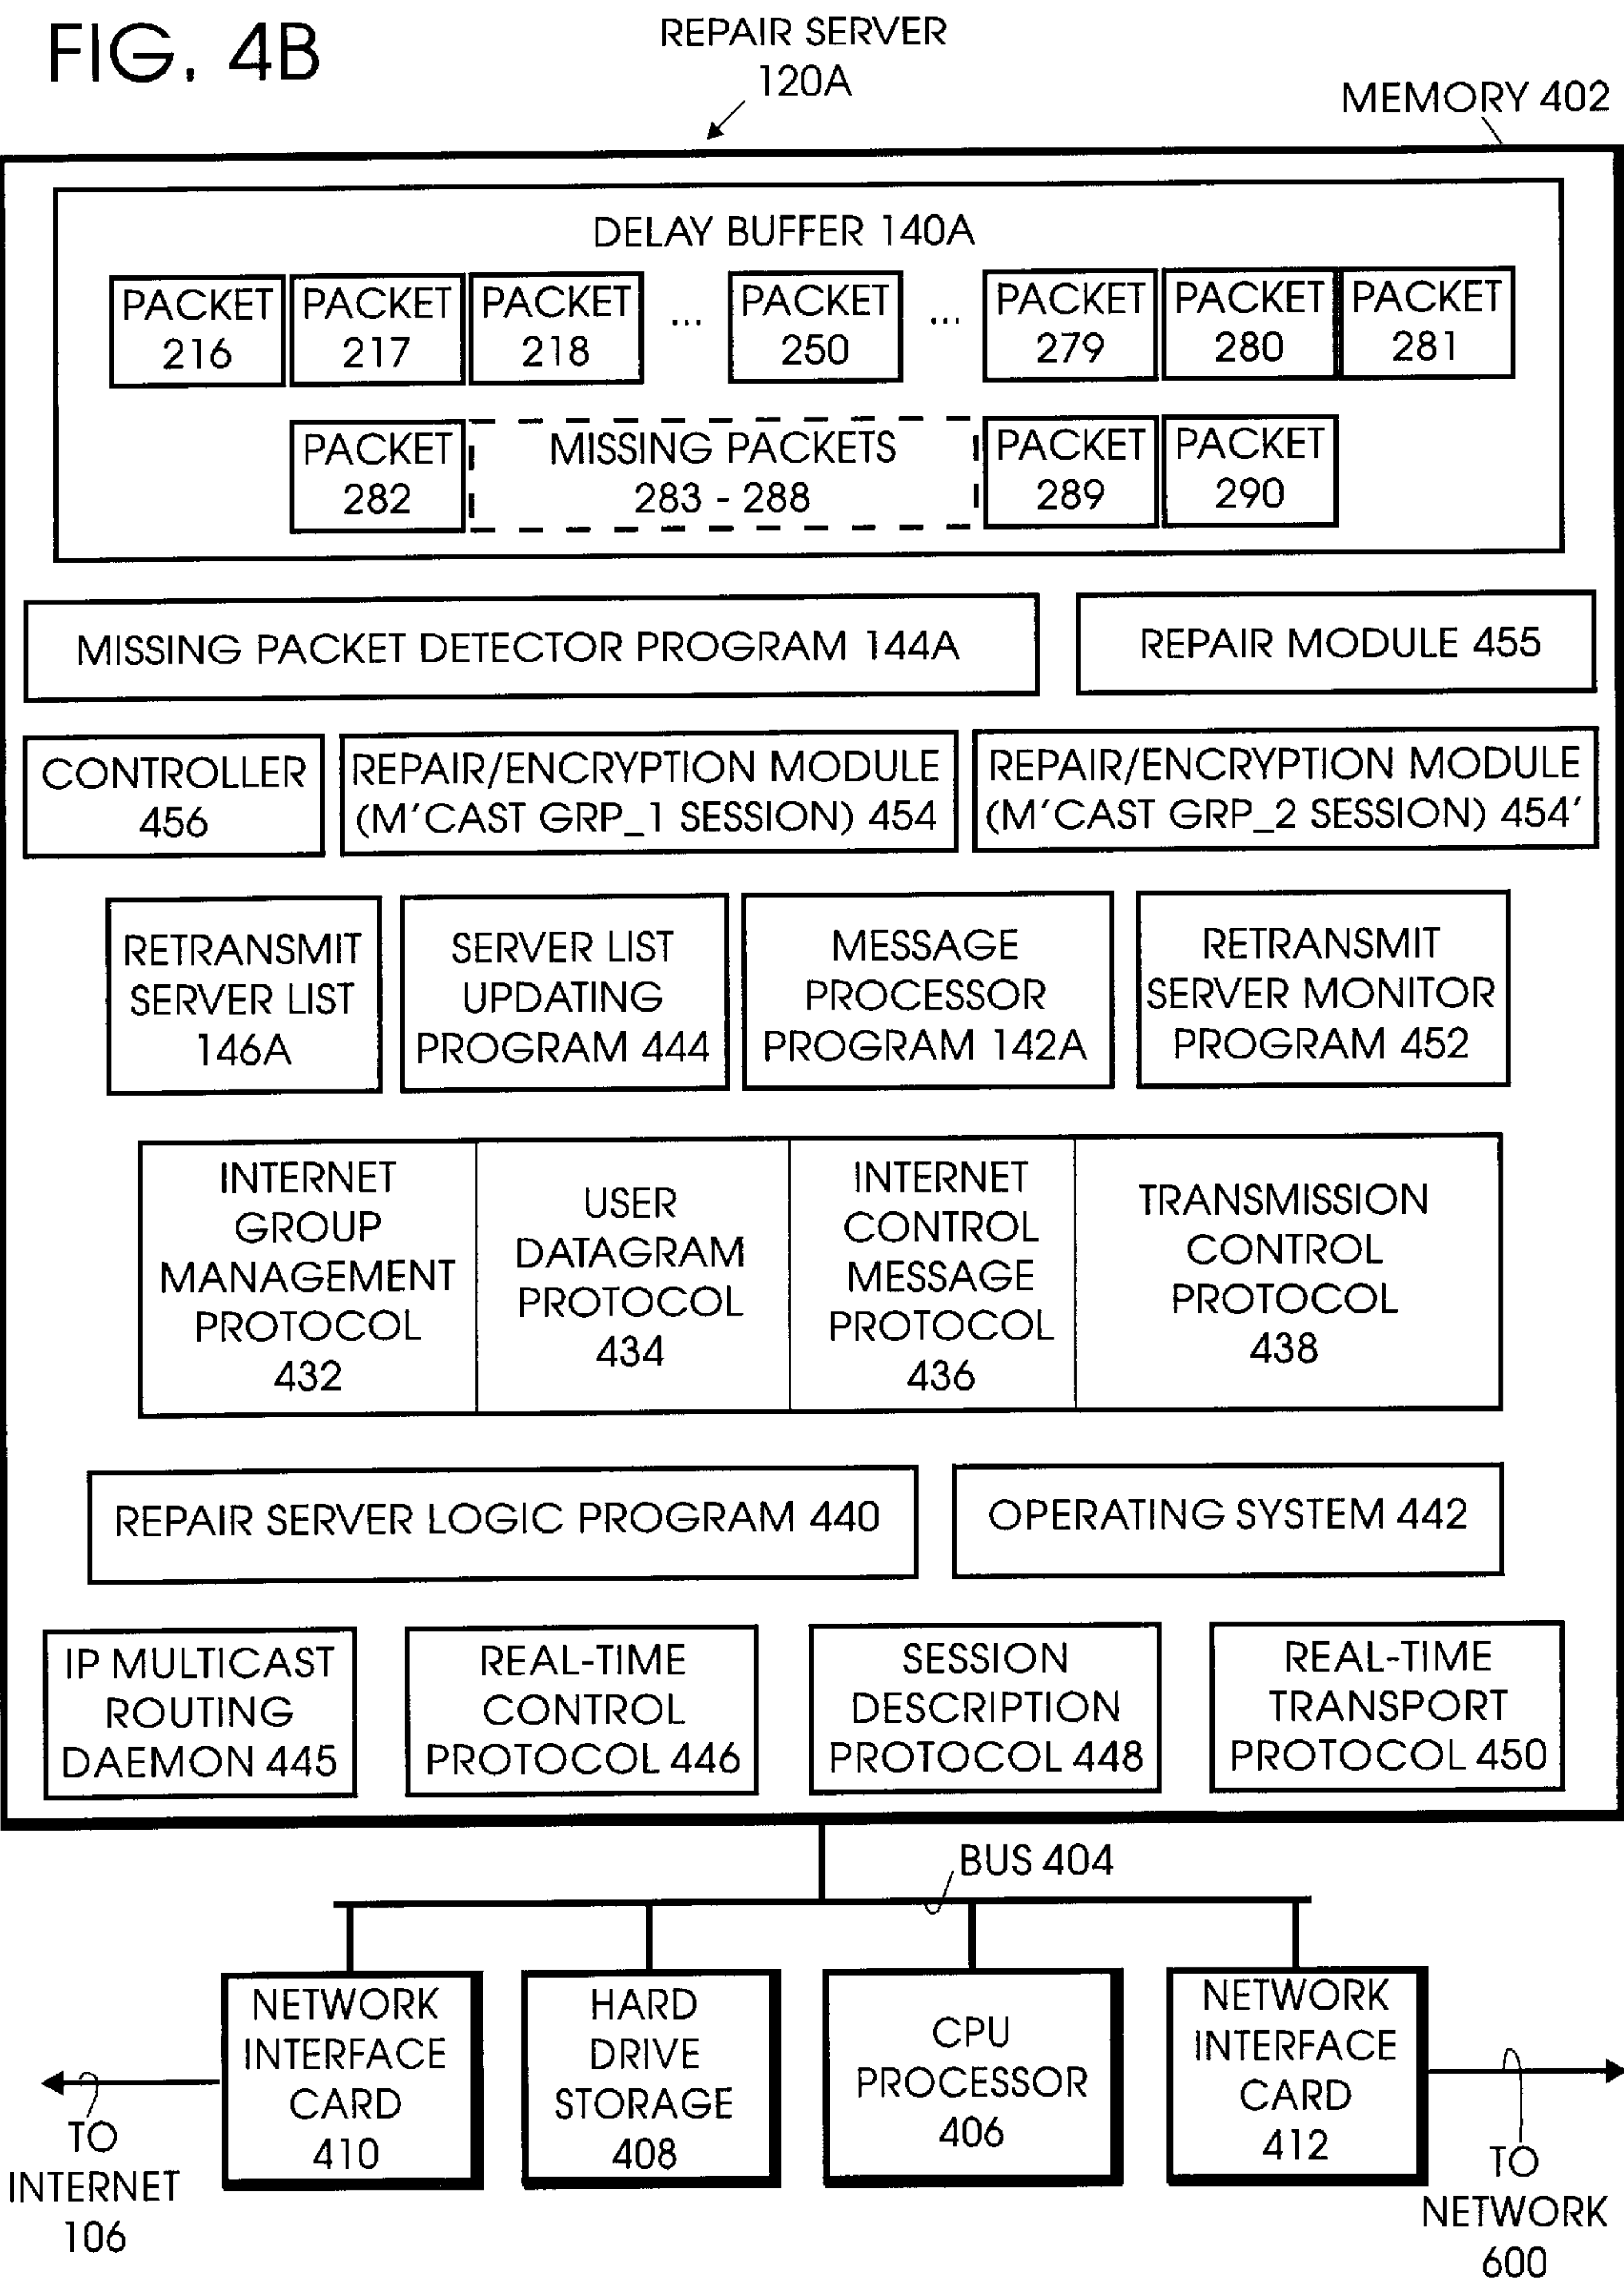 FIG. 4B
REPAIR SERVER
120A
MEMORY 402
DELAY BUFFER 140A
PACKET
216
PACKET
217
PACKET
218
...
PACKET
250
...
PACKET
279
PACKET
280
PACKET
281
PACKET
282
MISSING PACKETS
283 - 288
PACKET
289
PACKET
290
MISSING PACKET DETECTOR PROGRAM 144A
REPAIR MODULE 455
CONTROLLER
456
REPAIR/ENCRYPTION MODULE
(M'CAST GRP_1 SESSION) 454
REPAIR/ENCRYPTION MODULE
(M'CAST GRP_2 SESSION) 454'
RETRANSMIT
SERVER LIST
146A
SERVER LIST
UPDATING
PROGRAM 444
MESSAGE
PROCESSOR
PROGRAM 142A
RETRANSMIT
SERVER MONITOR
PROGRAM 452
INTERNET
GROUP
MANAGEMENT
PROTOCOL
432
USER
DATAGRAM
PROTOCOL
434
INTERNET
CONTROL
MESSAGE
PROTOCOL
436
TRANSMISSION
CONTROL
PROTOCOL
438
REPAIR SERVER LOGIC PROGRAM 440
OPERATING SYSTEM 442
IP MULTICAST
ROUTING
DAEMON 445
REAL-TIME
CONTROL
PROTOCOL 446
SESSION
DESCRIPTION
PROTOCOL 448
REAL-TIME
TRANSPORT
PROTOCOL 450
BUS 404
NETWORK
INTERFACE
CARD
410
HARD
DRIVE
STORAGE
408
CPU
PROCESSOR
406
NETWORK
INTERFACE
CARD
412
TO
INTERNET
106
TO
NETWORK
600